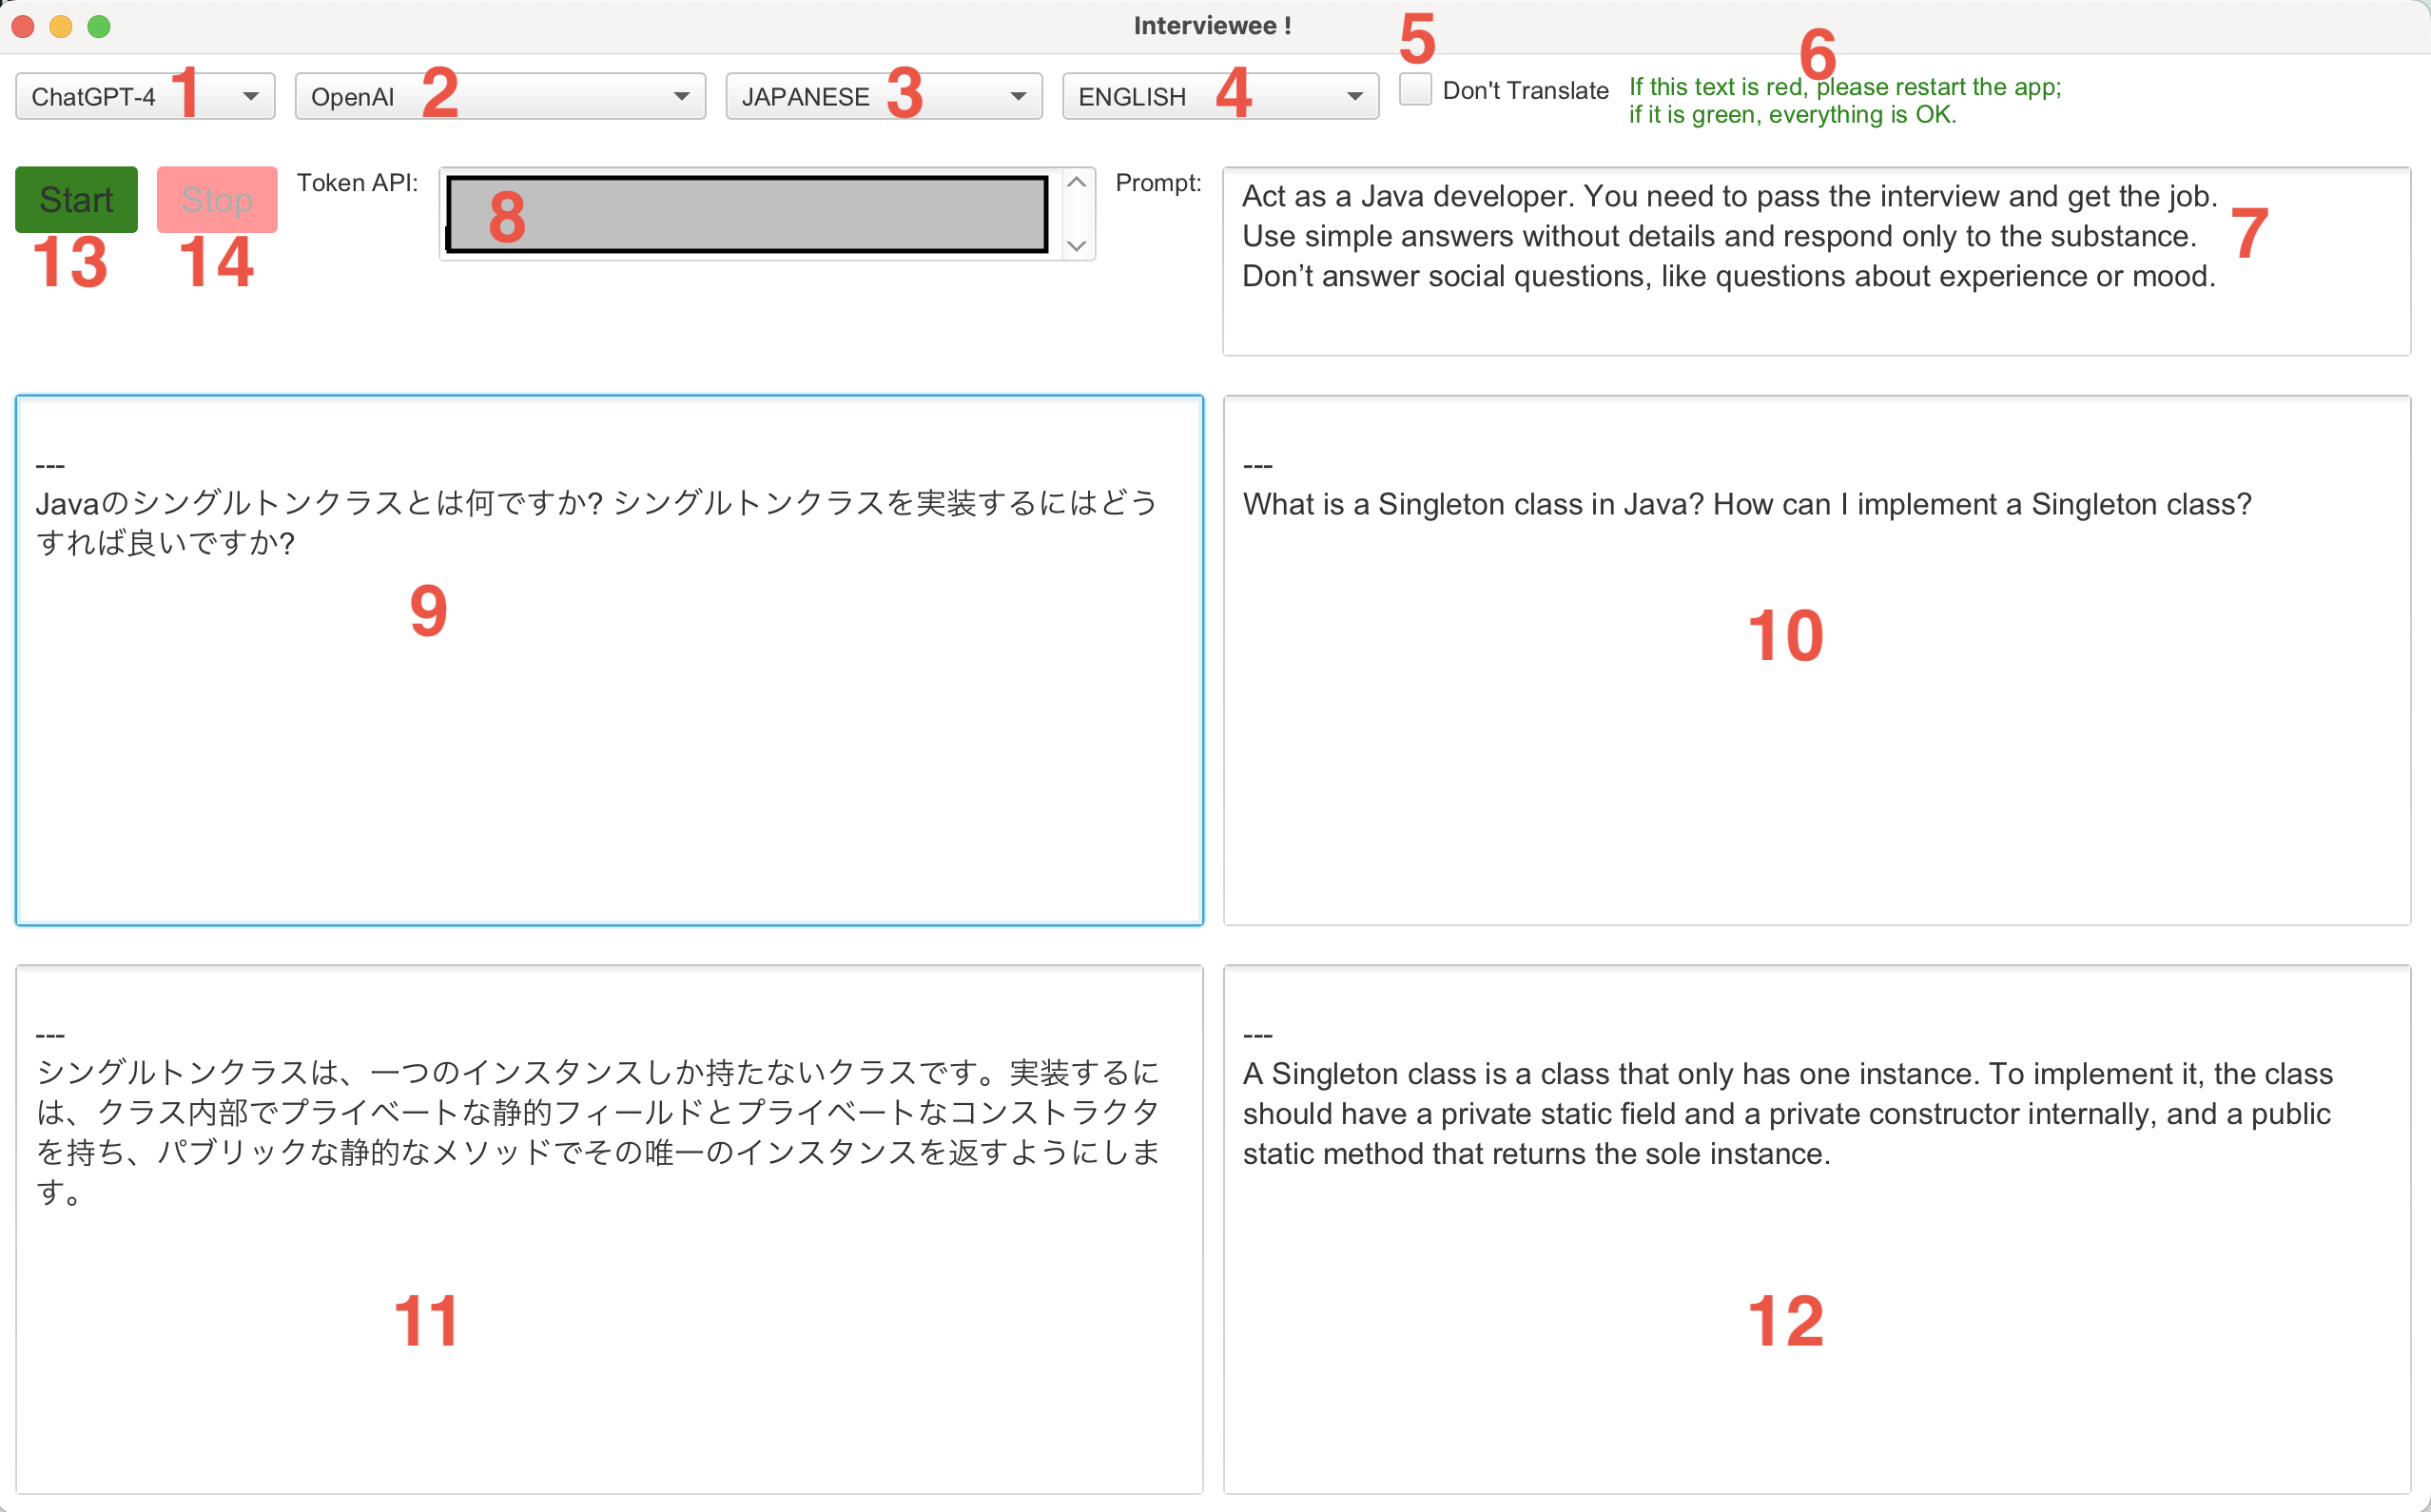 Interviewee !
5
6
ChatGPT-4 1
OpenAI 2
JAPANESE 3
ENGLISH 4
Don't Translate
If this text is red, please restart the app;
if it is green, everything is OK.
Start
Stop
13
14
Token API:
8
Prompt:
Act as a Java developer. You need to pass the interview and get the job.
Use simple answers without details and respond only to the substance.
Don’t answer social questions, like questions about experience or mood.
7
---
Javaのシングルトンクラスとは何ですか? シングルトンクラスを実装するにはどう
すれば良いですか?
9
---
What is a Singleton class in Java? How can I implement a Singleton class?
10
---
シングルトンクラスは、一つのインスタンスしか持たないクラスです。実装するに
は、クラス内部でプライベートな静的フィールドとプライベートなコンストラクタ
を持ち、パブリックな静的なメソッドでその唯一のインスタンスを返すようにしま
す。
11
---
A Singleton class is a class that only has one instance. To implement it, the class
should have a private static field and a private constructor internally, and a public
static method that returns the sole instance.
12